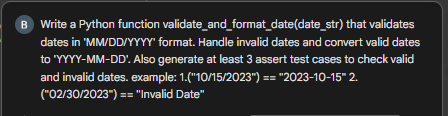 B Write a Python function validate_and_format_date(date_str) that validates
dates in 'MM/DD/YYYY' format. Handle invalid dates and convert valid dates
to 'YYYY-MM-DD'. Also generate at least 3 assert test cases to check valid
and invalid dates. example: 1.("10/15/2023") == "2023-10-15" 2.
("02/30/2023") == "Invalid Date"